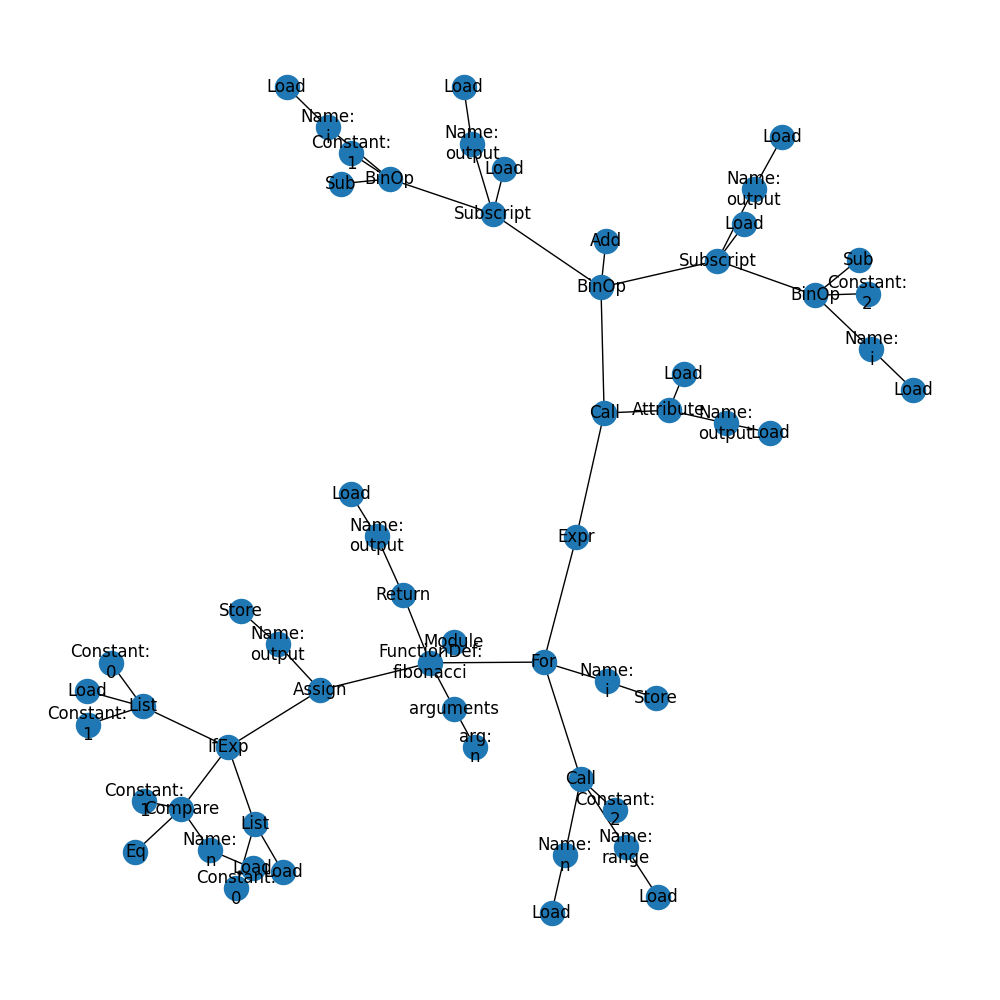 Load
Load
Name:
i
Constant:
1
Sub
BinOp
Name:
output
Load
Subscript
Load
Name:
output
Load
Subscript
Add
BinOp
Sub
Constant:
2
BinOp
Name:
i
Load
Load
Call
Attribute
Name:
output
Load
Load
Name:
output
Expr
Return
Store
Name:
output
Module
FunctionDef:
fibonacci
For
Name:
i
Store
Constant:
0
Load
Constant:
1
List
Assign
arguments
arg:
n
IfExp
Constant:
1
Compare
Eq
Name:
n
Load
List
Constant:
0
Load
Call
Constant:
2
Name:
range
Load
Name:
n
Load